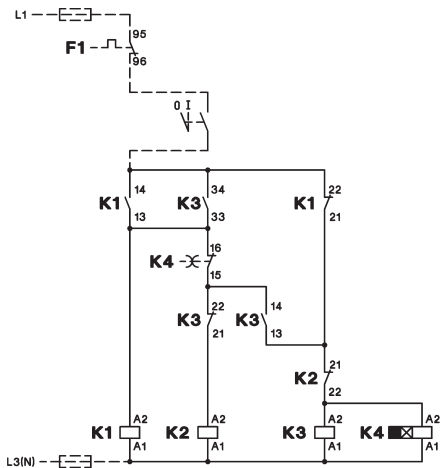 L1
95
F1
96
0 I
14 34 22
K1 K3 K1
13 33 21
16
K4
15
22 14
K3 K3
21 13
21
K2
22
A2 A2 A2 A2
K1 K2 K3 K4
A1 A1 A1 A1
L3(N)